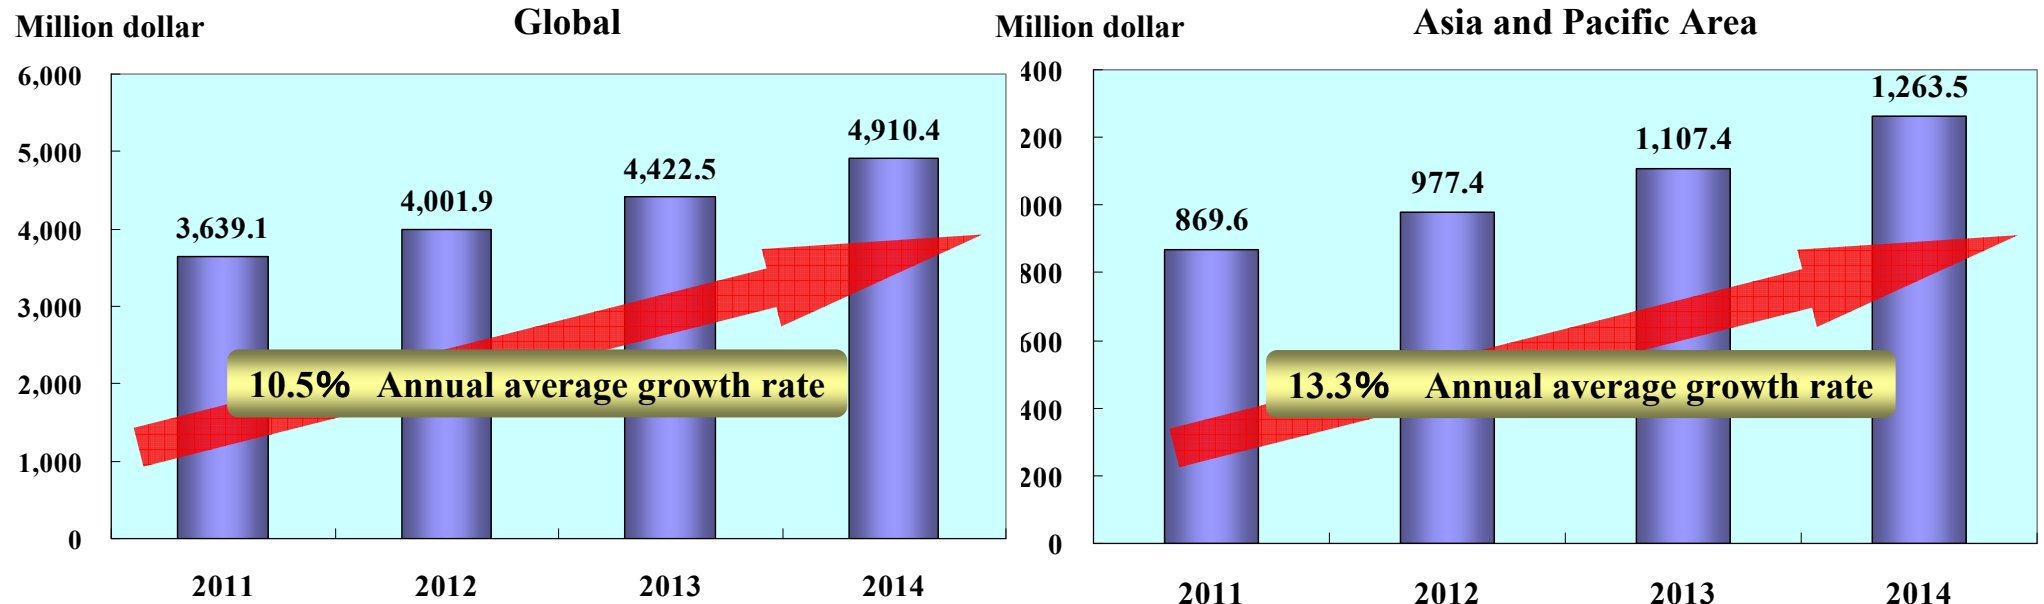 Million dollar
Global
6,000
5,000
4,000
3,000
2,000
1,000
0
3,639.1
4,001.9
4,422.5
4,910.4
10.5% Annual average growth rate
2011 2012 2013 2014
Million dollar
Asia and Pacific Area
400
200
000
800
600
400
200
0
869.6
977.4
1,107.4
1,263.5
13.3% Annual average growth rate
2011 2012 2013 2014